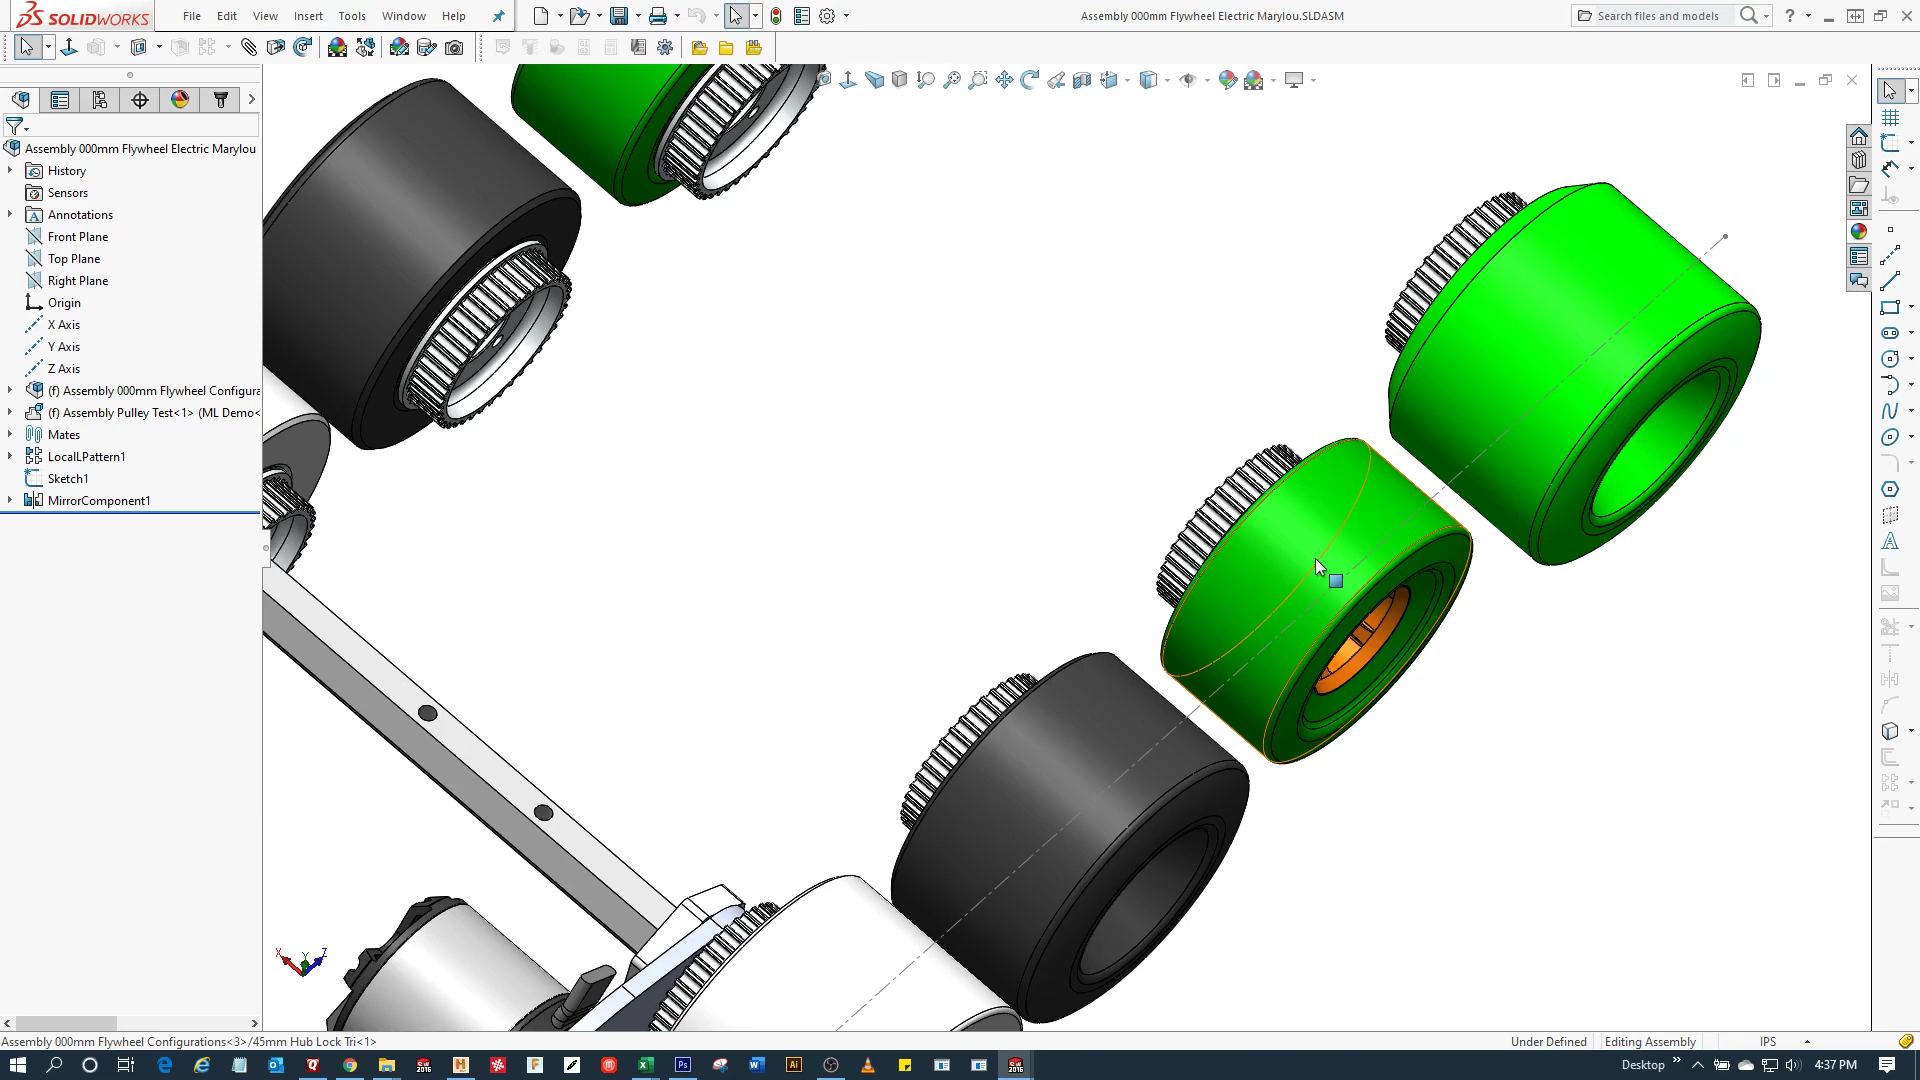 SOLIDWORKS
File Edit View Insert Tools Window Help
Assembly 000mm Flywheel Electric Marylou.SLDASM
Search files and models
Assembly 000mm Flywheel Electric Marylou
History
Sensors
Annotations
Front Plane
Top Plane
Right Plane
Origin
X Axis
Y Axis
Z Axis
(f) Assembly 000mm Flywheel Configura
(f) Assembly Pulley Test<1> (ML Demo<
Mates
LocalLPattern1
Sketch1
MirrorComponent1
X Y Z
Assembly 000mm Flywheel Configurations<3>/45mm Hub Lock Tri<1>
Under Defined
Editing Assembly
IPS
Desktop
4:37 PM